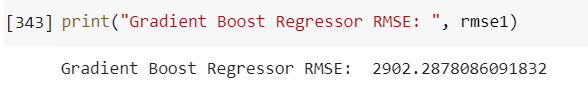 [343] print("Gradient Boost Regressor RMSE: ", rmse1)
Gradient Boost Regressor RMSE:  2902.2878086091832